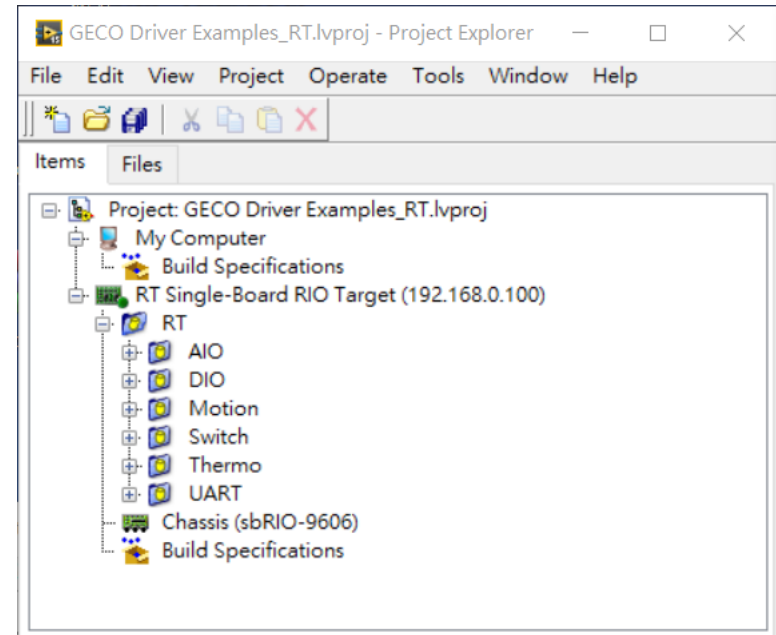 GECO Driver Examples_RT.lvproj - Project Explorer
File Edit View Project Operate Tools Window Help
Items Files
Project: GECO Driver Examples_RT.lvproj
My Computer
Build Specifications
RT Single-Board RIO Target (192.168.0.100)
RT
AIO
DIO
Motion
Switch
Thermo
UART
Chassis (sbRIO-9606)
Build Specifications